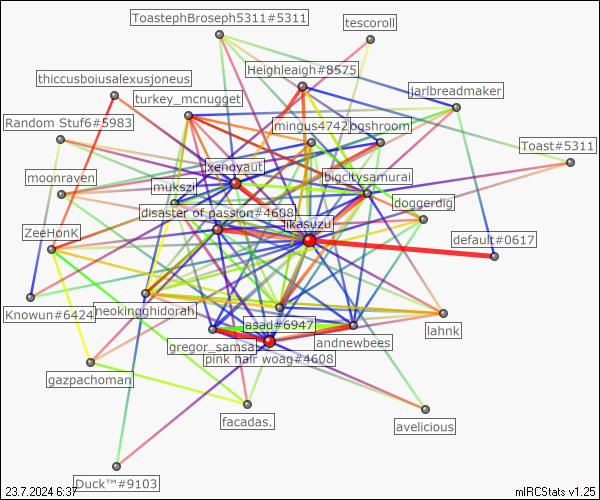 ToastephBroseph5311#5311
tescoroll
Heighleaigh#8575
thiccusboiusalexusjoneus
jarlbreadmaker
turkey_mcnugget
Random Stuf6#5983
mingus4742
ogshroom
Toast#5311
xenoyaut
moonraven
bigcitysamurai
mukszi
cloggerdig
disaster of passion#4608
likasuzu
ZeeHonK
default#0617
neokingghidorah
Knowun#6424
asad#6947
lahnk
gregor_samsa
andnewbees
pink hair woag#4608
gazpachoman
facadas.
avelicious
Duck™#9103
23.7.2024 6:37
mIRCStats v1.25